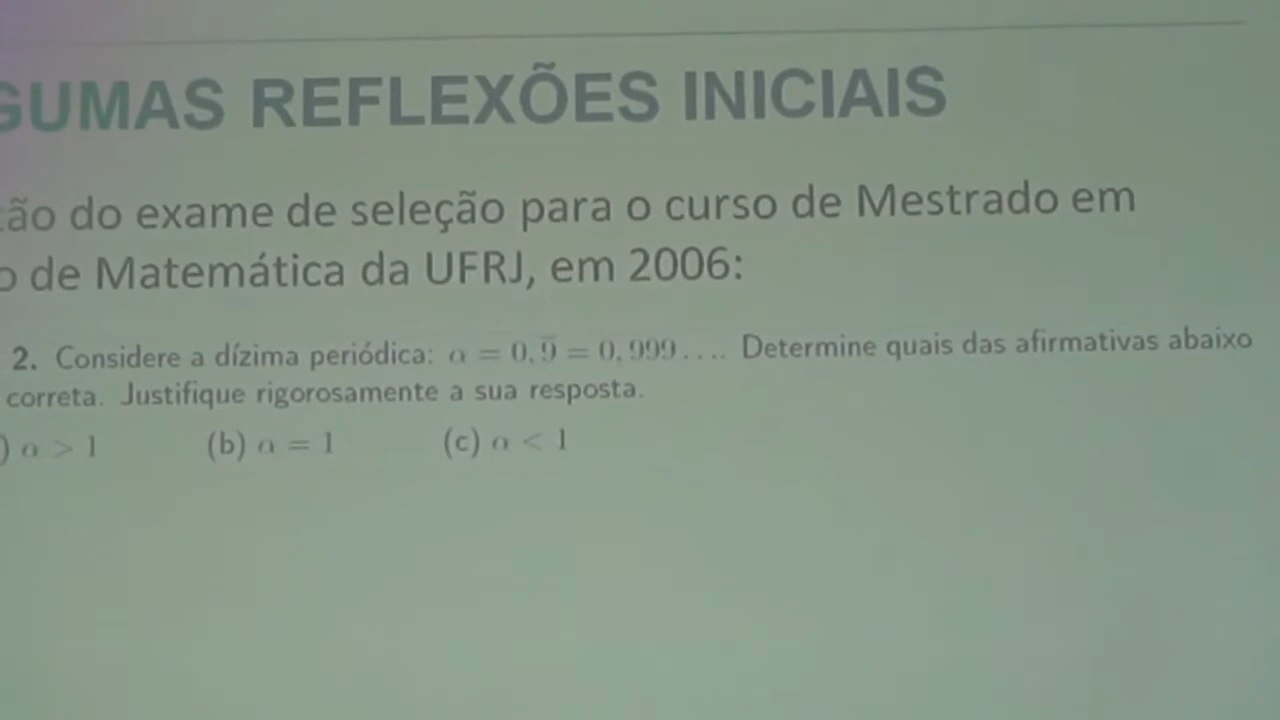 GUMAS REFLEXÕES INICIAIS
ção do exame de seleção para o curso de Mestrado em
o de Matemática da UFRJ, em 2006:
2. Considere a dízima periódica: α = 0,9̅ = 0,999.... Determine quais das afirmativas abaixo
correta. Justifique rigorosamente a sua resposta.
) α > 1 (b) α = 1 (c) α < 1